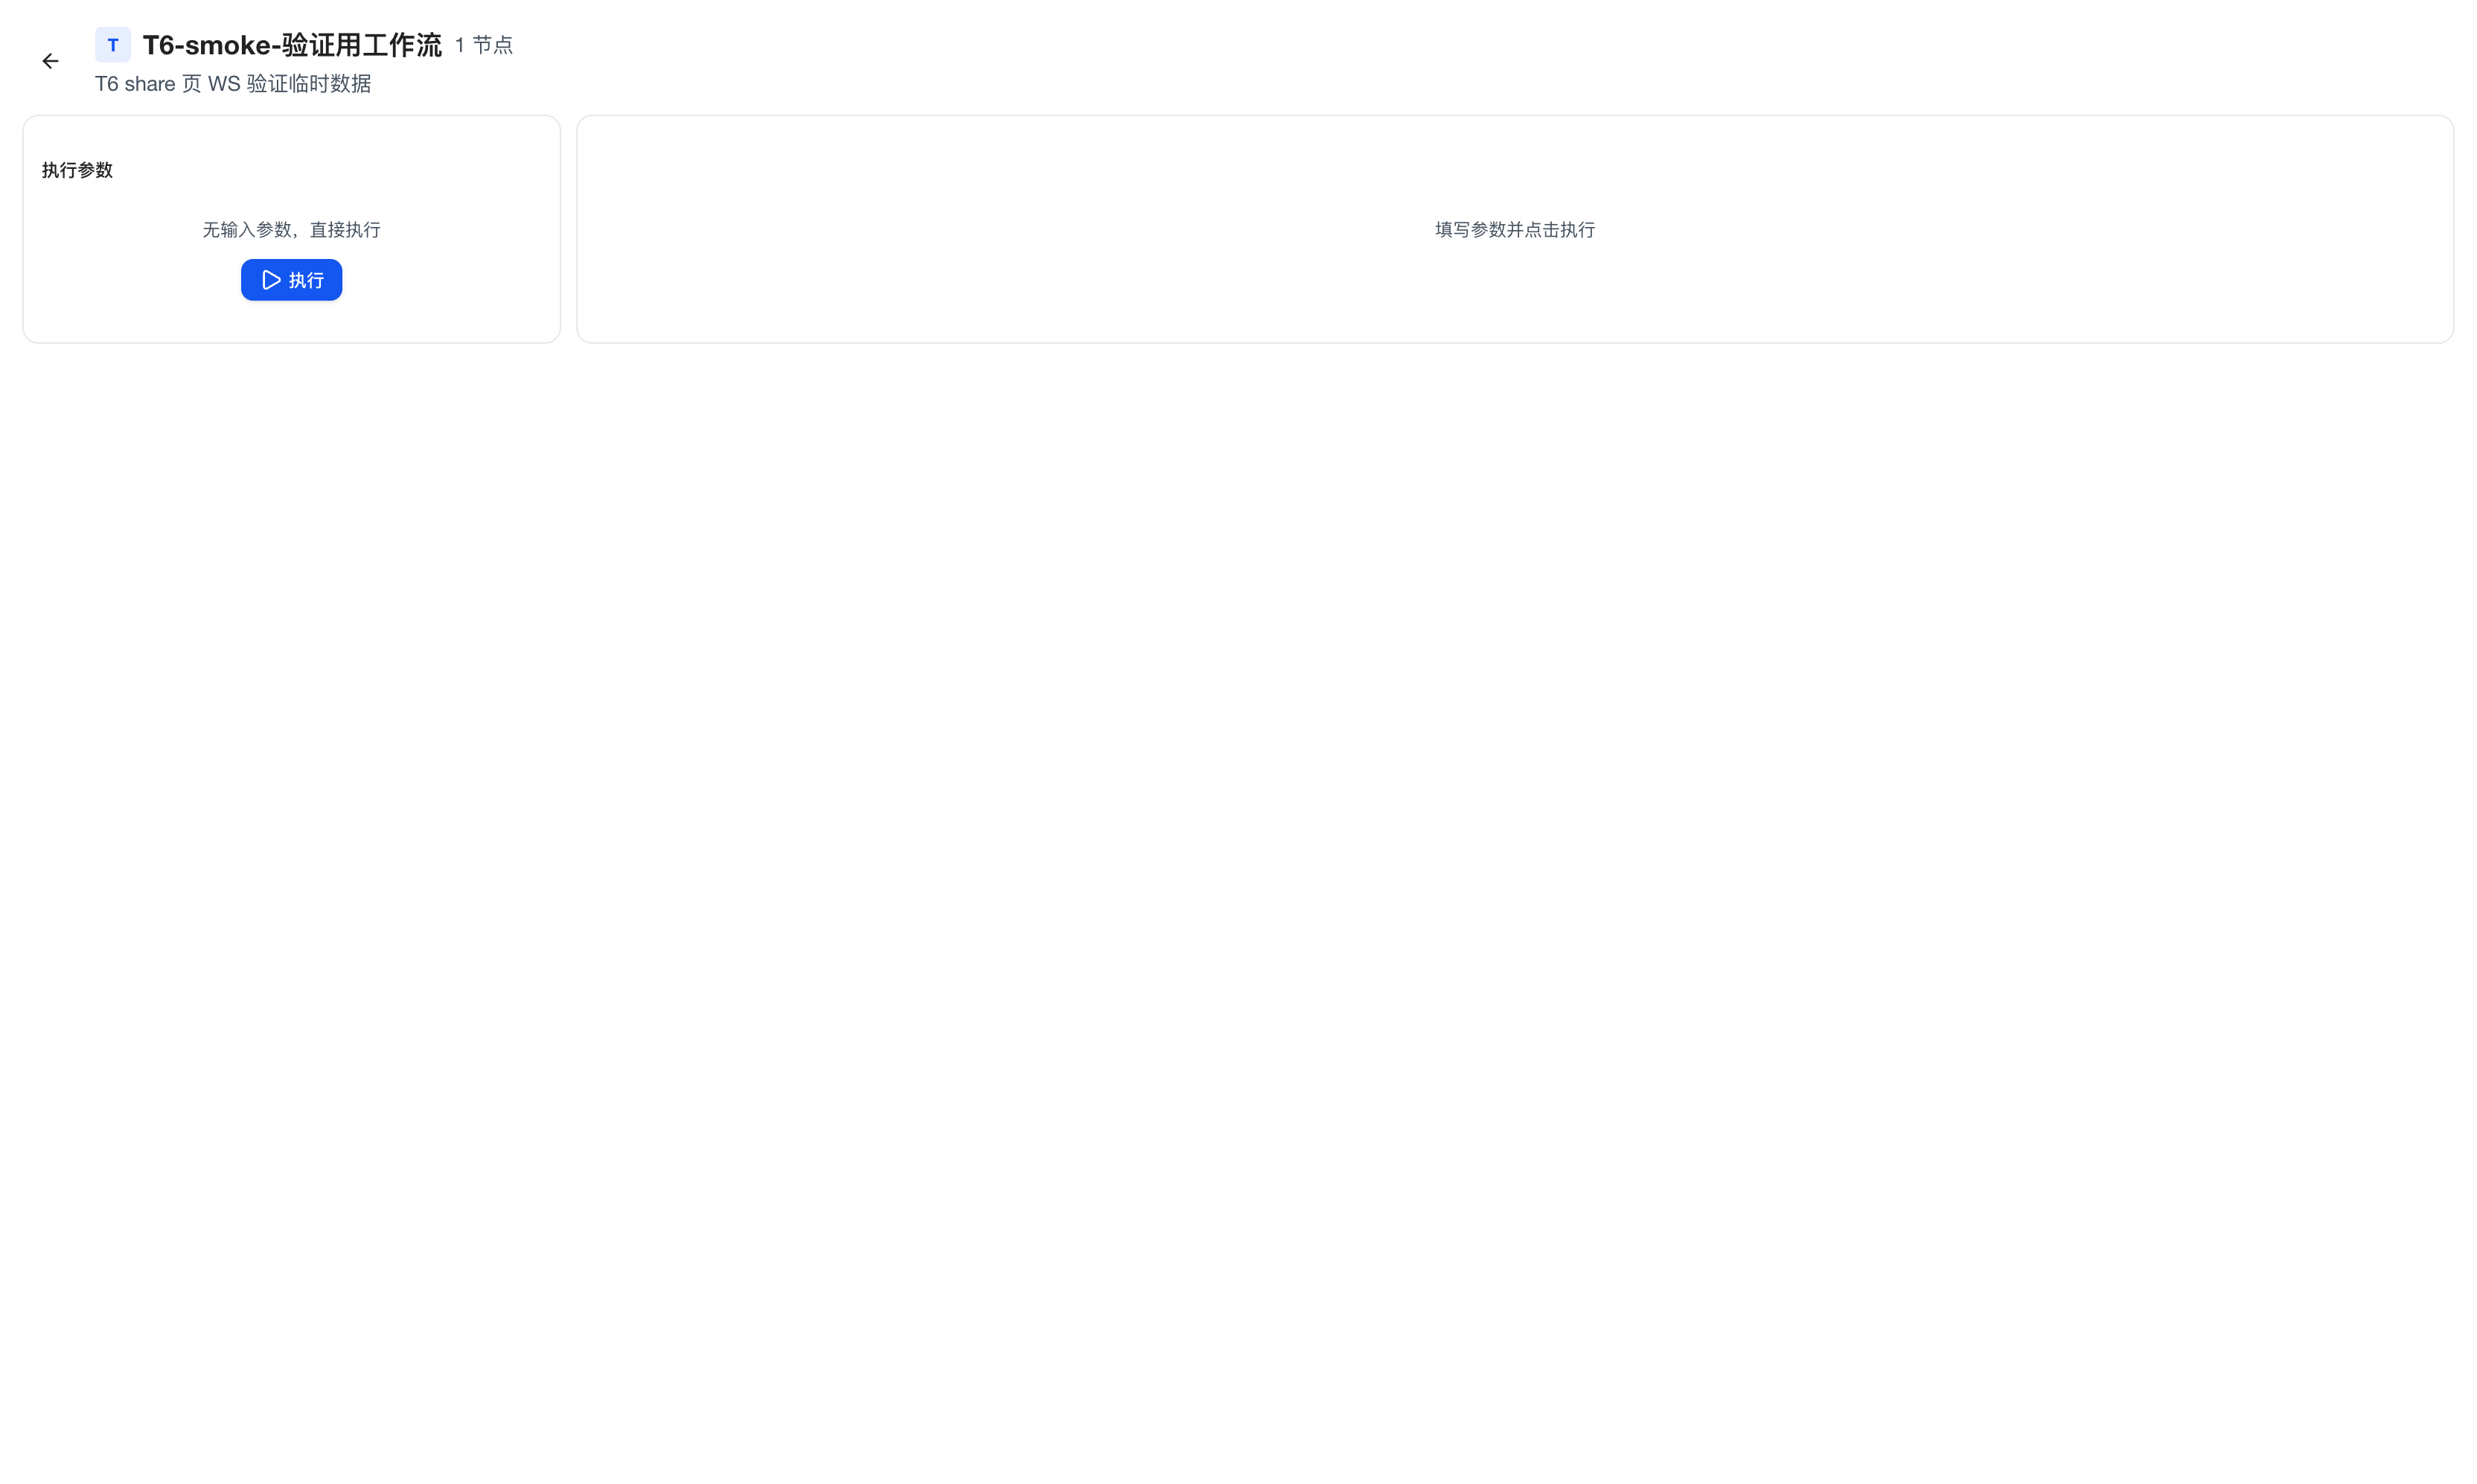 T T6-smoke-验证用工作流 1 节点
T6 share 页 WS 验证临时数据
执行参数
无输入参数，直接执行
执行
填写参数并点击执行